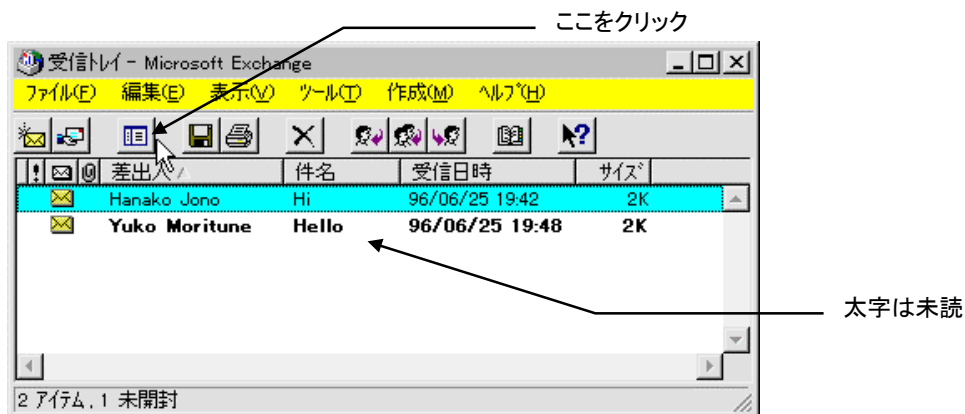 ここをクリック
受信トレイ - Microsoft Exchange
ファイル(F) 編集(E) 表示(V) ツール(T) 作成(M) ヘルプ(H)
! 差出人 件名 受信日時 サイズ
Hanako Jono Hi 96/06/25 19:42 2K
Yuko Moritune Hello 96/06/25 19:48 2K
太字は未読
2 アイテム, 1 未開封